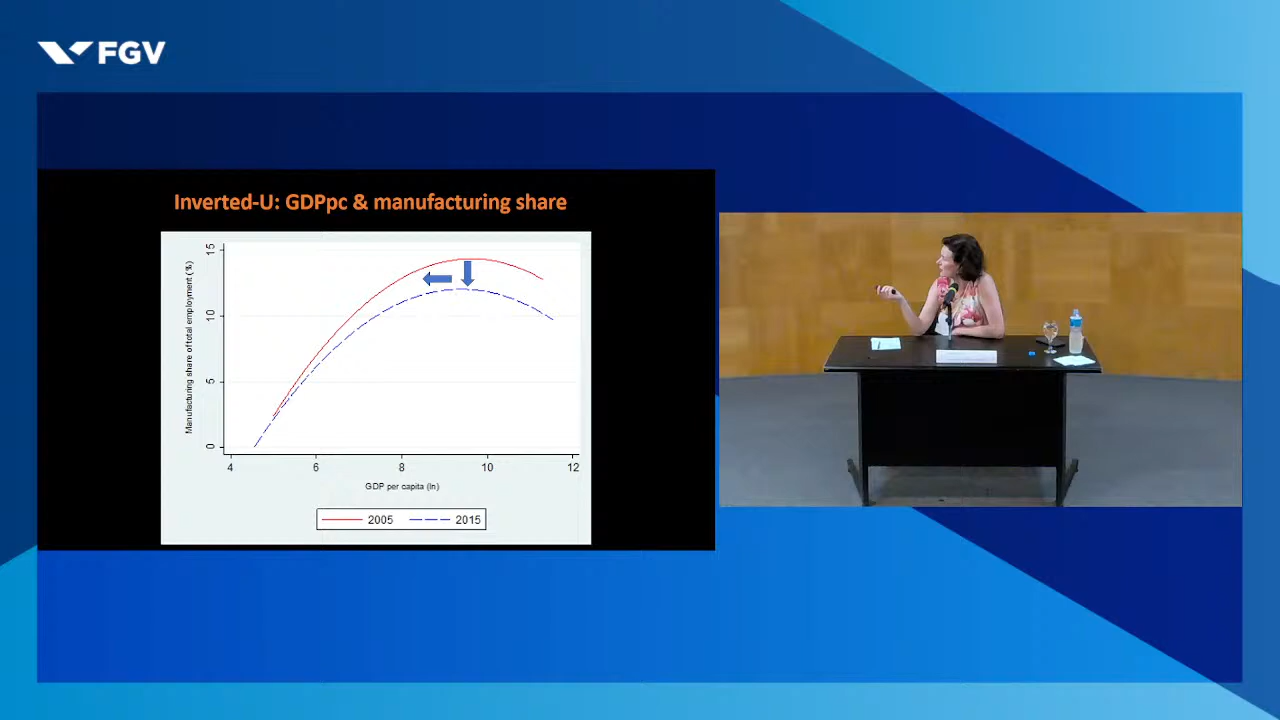 FGV
Inverted-U: GDPpc & manufacturing share
Manufacturing share of total employment (%)
15
10
5
0
4 6 8 10 12
GDP per capita (ln)
2005 2015